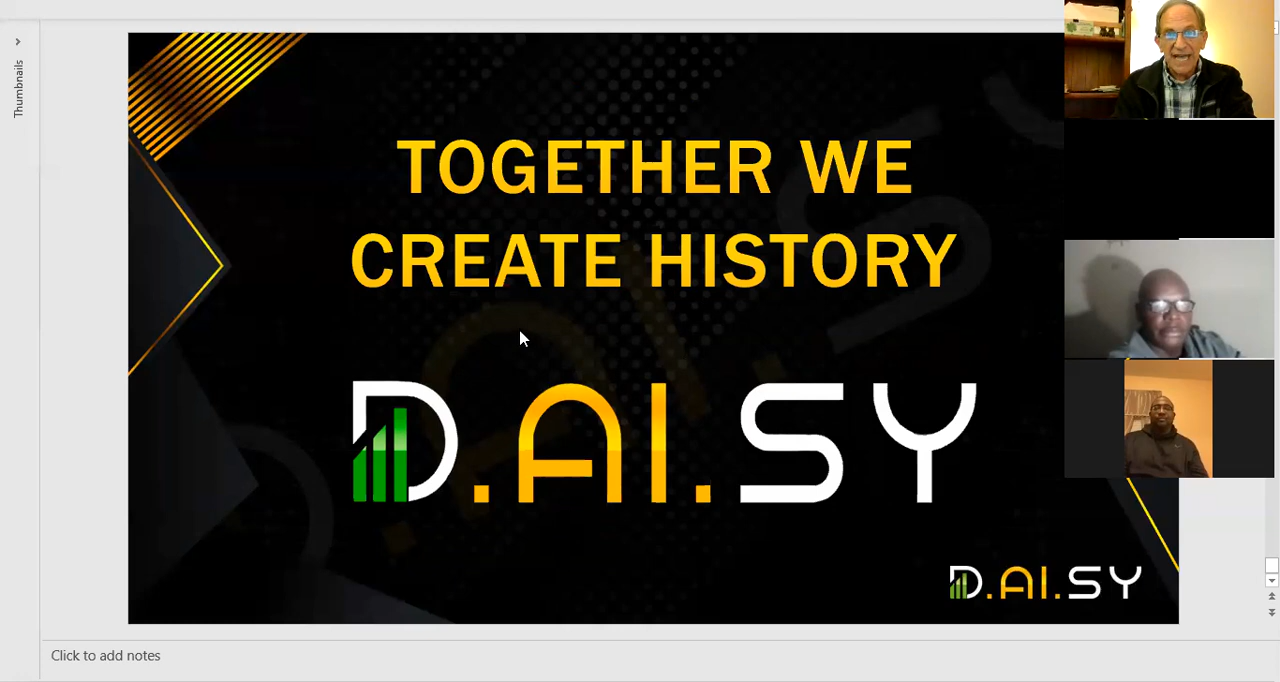 Thumbnails
TOGETHER WE
CREATE HISTORY
D.AI.SY
D.AI.SY
Click to add notes